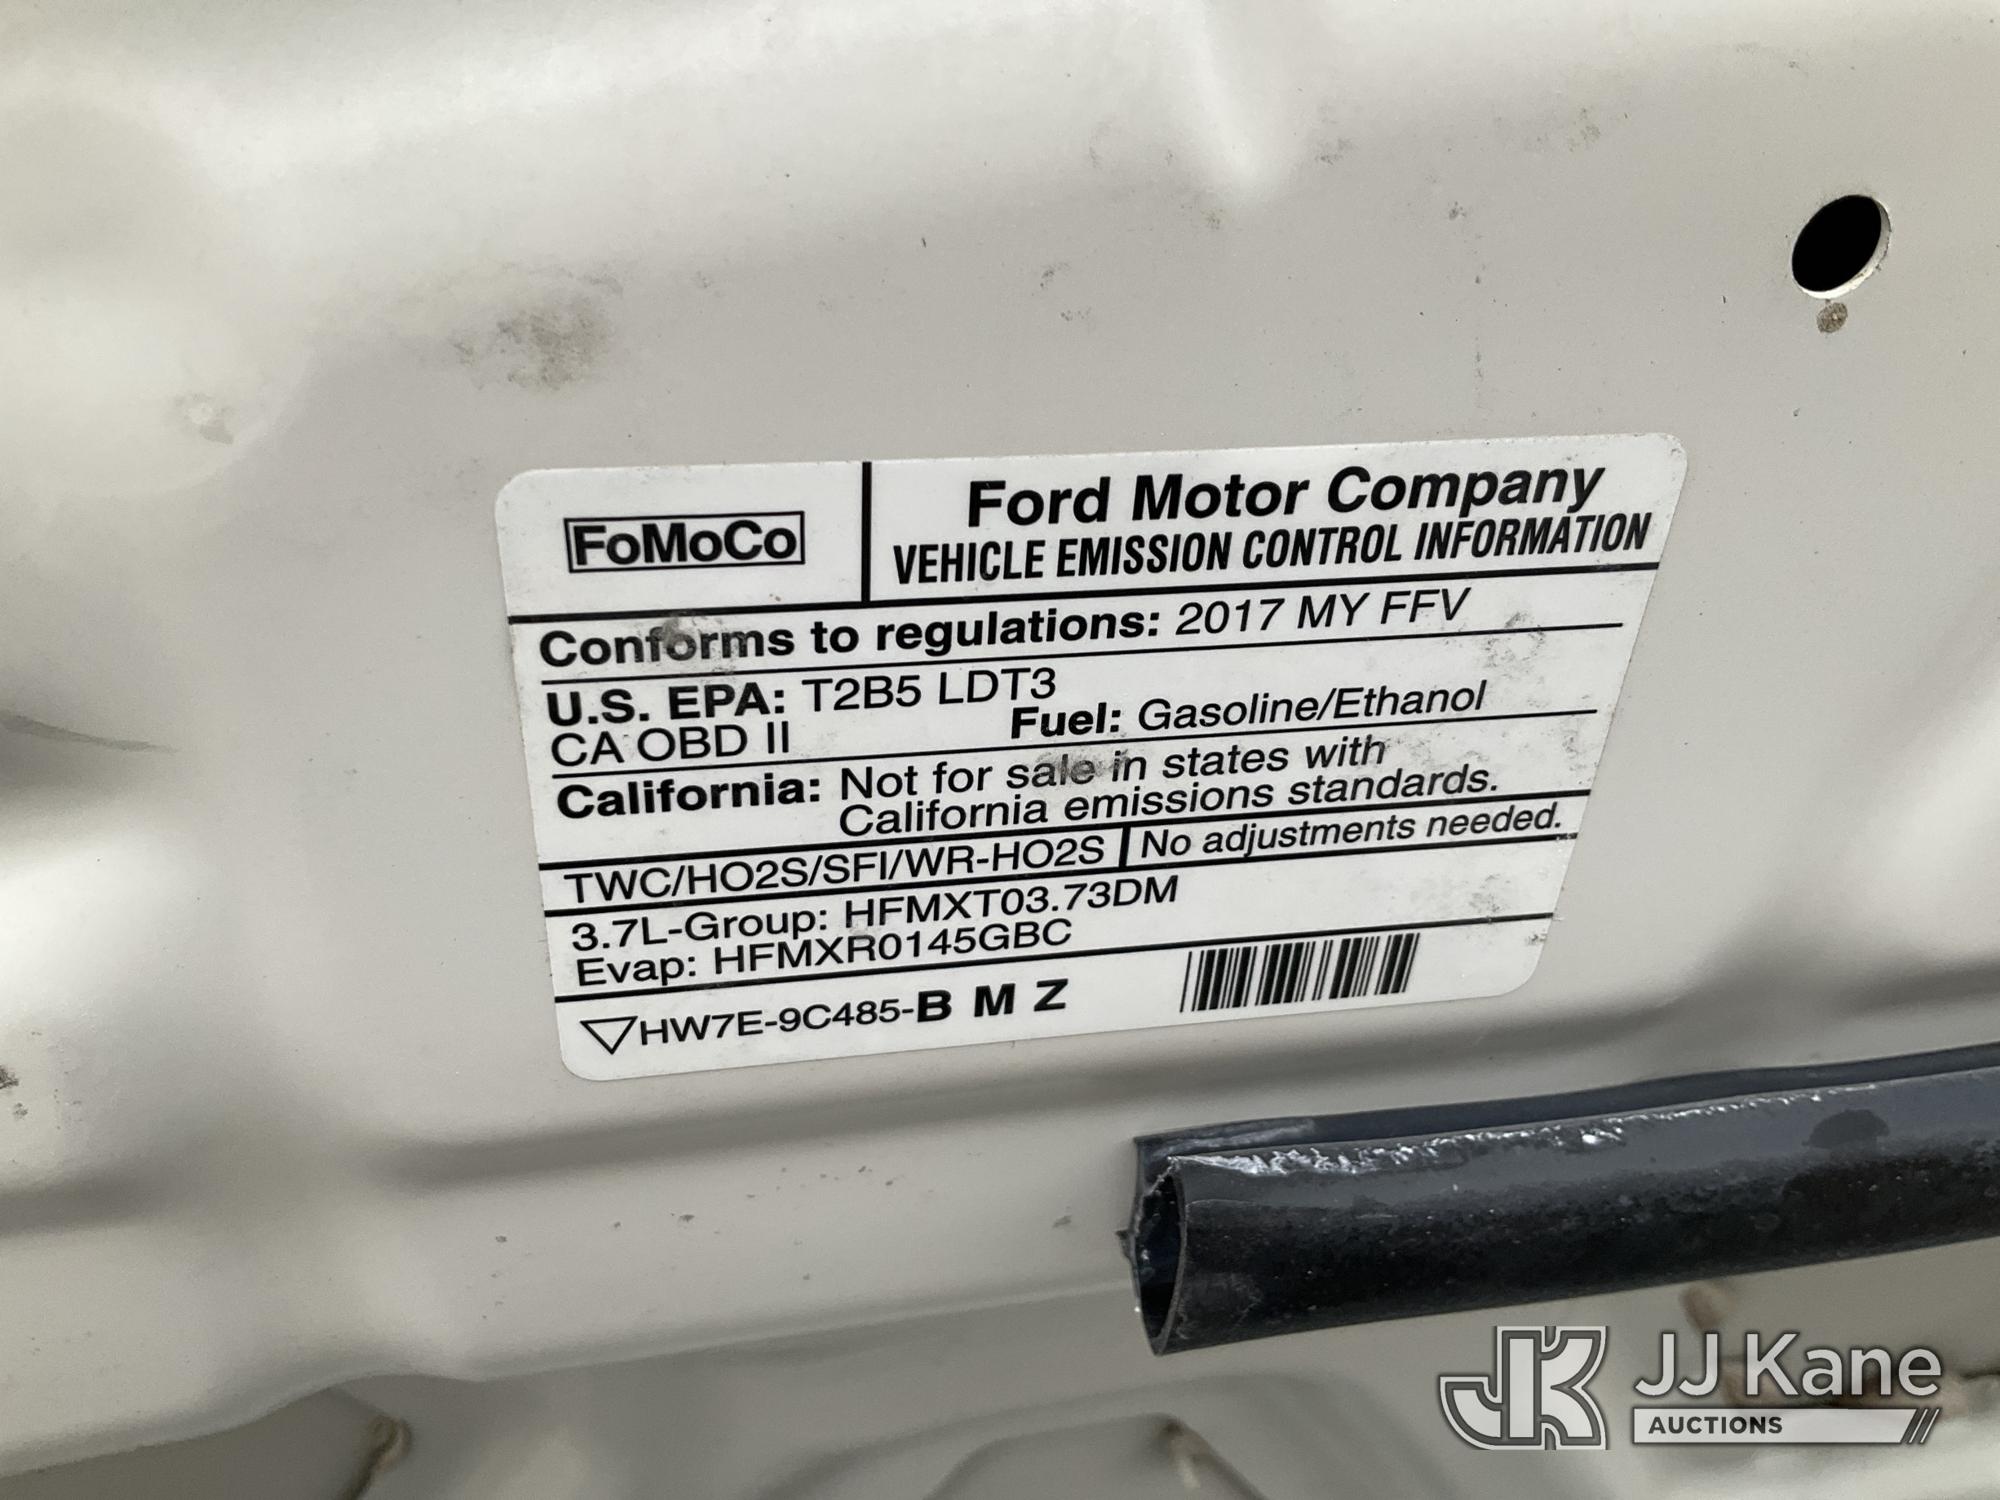 FoMoCo
Ford Motor Company
VEHICLE EMISSION CONTROL INFORMATION
Conforms to regulations: 2017 MY FFV
U.S. EPA: T2B5 LDT3
CA OBD II
Fuel: Gasoline/Ethanol
California: Not for sale in states with
California emissions standards.
TWC/HO2S/SFI/WR-HO2S
No adjustments needed.
3.7L-Group: HFMXT03.73DM
Evap: HFMXR0145GBC
HW7E-9C485-B M Z
JK JJ Kane
AUCTIONS